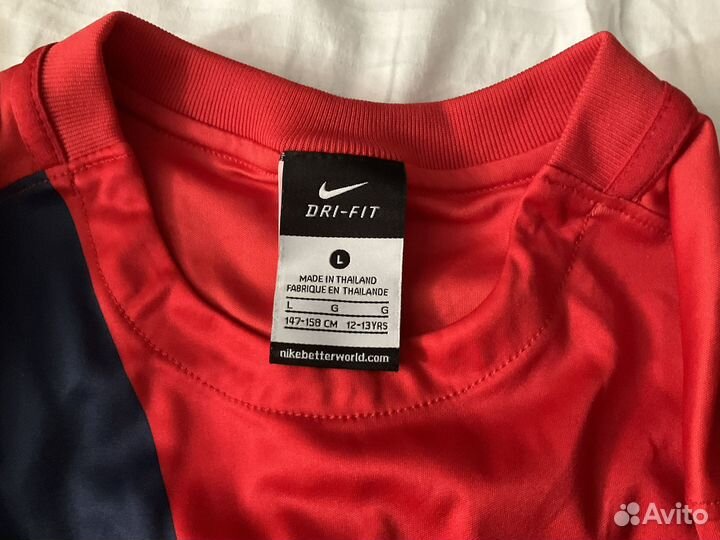 DRI-FIT
L
MADE IN THAILAND
FABRIQUE EN THAILANDE
L G G
147-158 CM 12-13YRS
nikebetterworld.com
Avito